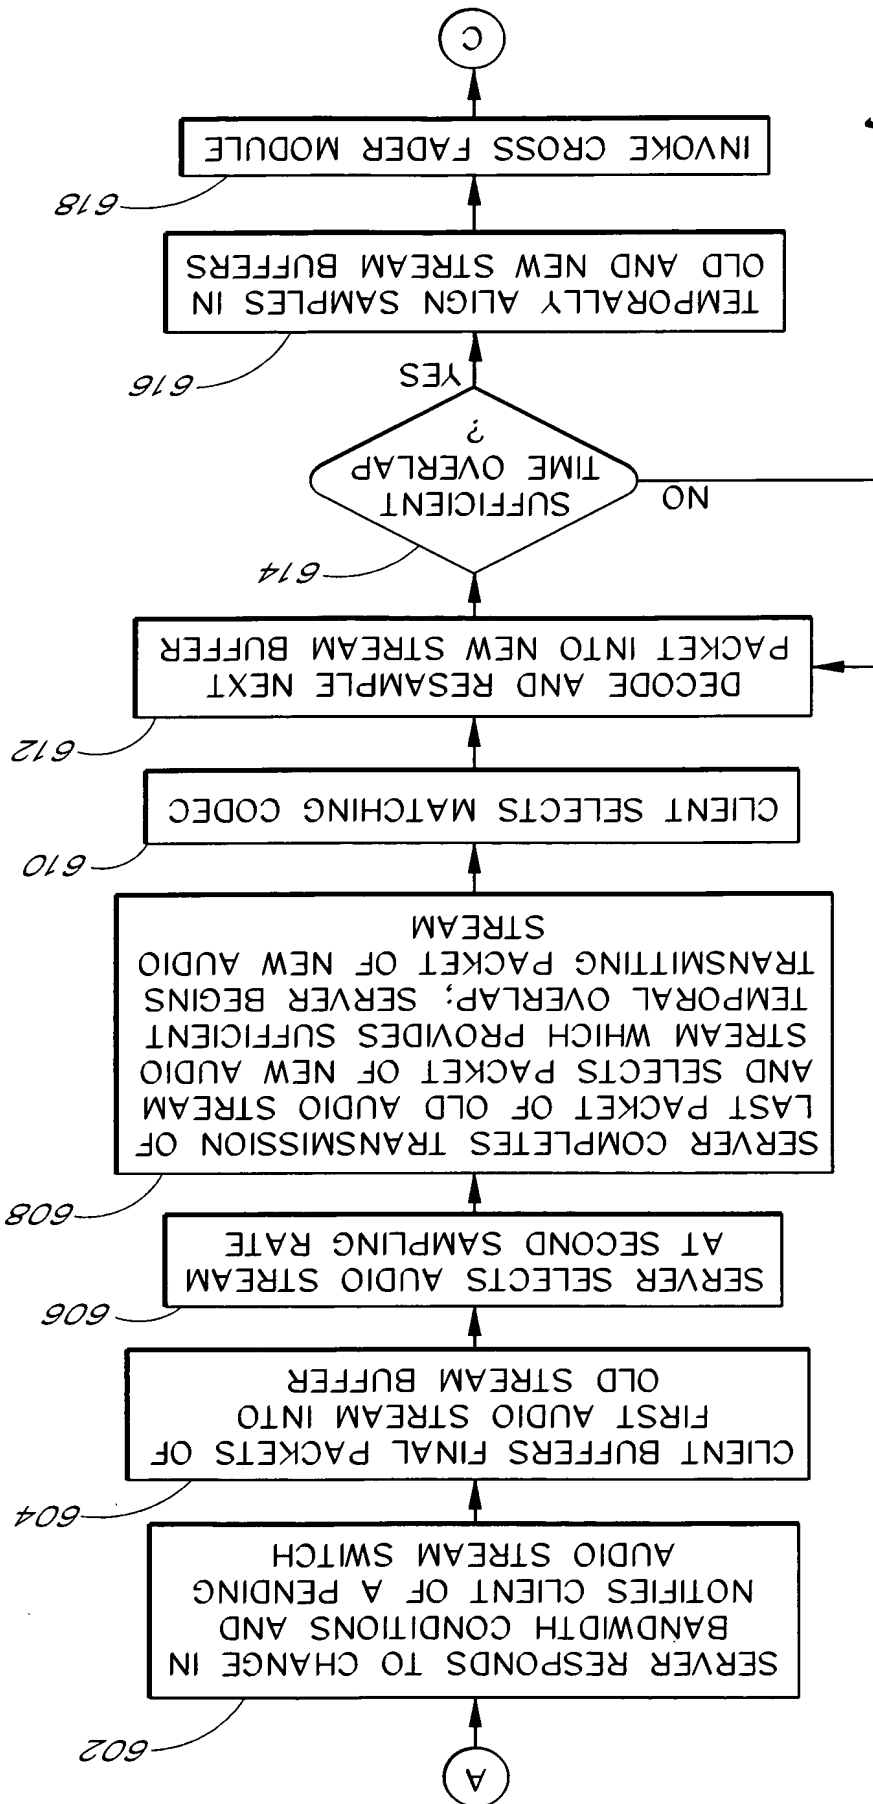 A
602
SERVER RESPONDS TO CHANGE IN
BANDWIDTH CONDITIONS AND
NOTIFIES CLIENT OF A PENDING
AUDIO STREAM SWITCH
604
CLIENT BUFFERS FINAL PACKETS OF
FIRST AUDIO STREAM INTO
OLD STREAM BUFFER
606
SERVER SELECTS AUDIO STREAM
AT SECOND SAMPLING RATE
608
SERVER COMPLETES TRANSMISSION OF
LAST PACKET OF OLD AUDIO STREAM
AND SELECTS PACKET OF NEW AUDIO
STREAM WHICH PROVIDES SUFFICIENT
TEMPORAL OVERLAP; SERVER BEGINS
TRANSMITTING PACKET OF NEW AUDIO
STREAM
610
CLIENT SELECTS MATCHING CODEC
612
DECODE AND RESAMPLE NEXT
PACKET INTO NEW STREAM BUFFER
614
SUFFICIENT
TIME OVERLAP
?
NO
YES
616
TEMPORALLY ALIGN SAMPLES IN
OLD AND NEW STREAM BUFFERS
618
INVOKE CROSS FADER MODULE
C